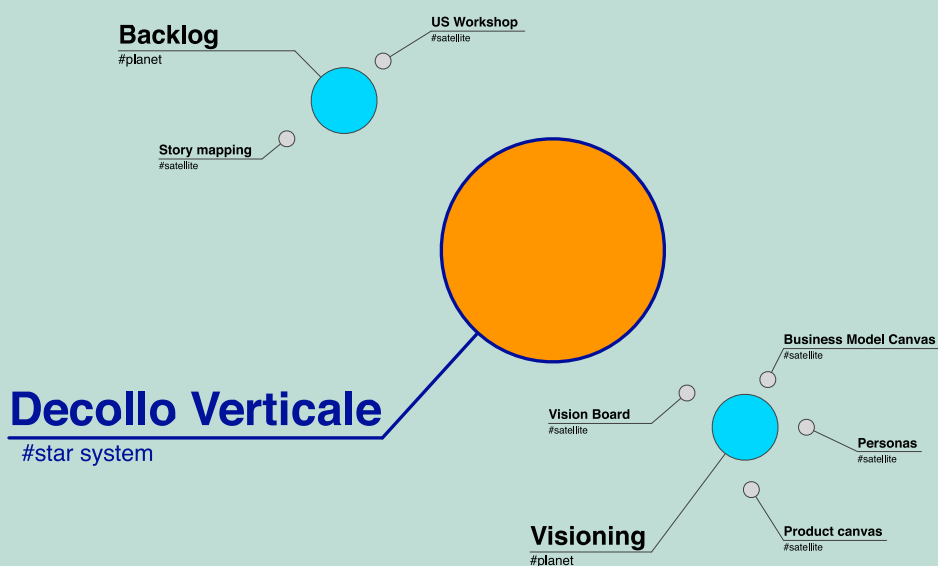 US Workshop
#satellite
Backlog
#planet
Story mapping
#satellite
Business Model Canvas
#satellite
Decollo Verticale
#star system
Vision Board
#satellite
Personas
#satellite
Visioning
#planet
Product canvas
#satellite